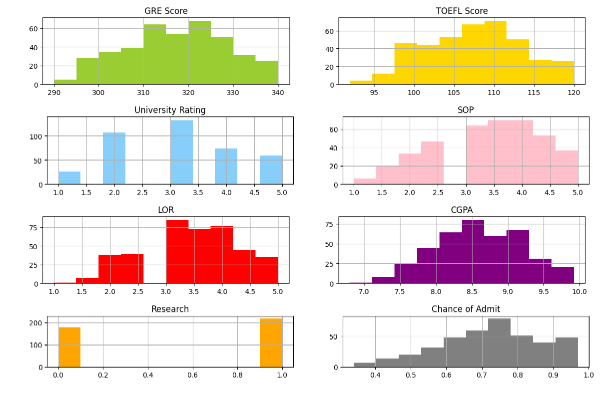 GRE Score
60
40
20
0
290 300 310 320 330 340
TOEFL Score
60
40
20
0
95 100 105 110 115 120
University Rating
100
50
0
1.0 1.5 2.0 2.5 3.0 3.5 4.0 4.5 5.0
SOP
60
40
20
0
1.0 1.5 2.0 2.5 3.0 3.5 4.0 4.5 5.0
LOR
75
50
25
0
1.0 1.5 2.0 2.5 3.0 3.5 4.0 4.5 5.0
CGPA
75
50
25
0
7.0 7.5 8.0 8.5 9.0 9.5 10.0
Research
200
100
0
0.0 0.2 0.4 0.6 0.8 1.0
Chance of Admit
50
0
0.4 0.5 0.6 0.7 0.8 0.9 1.0